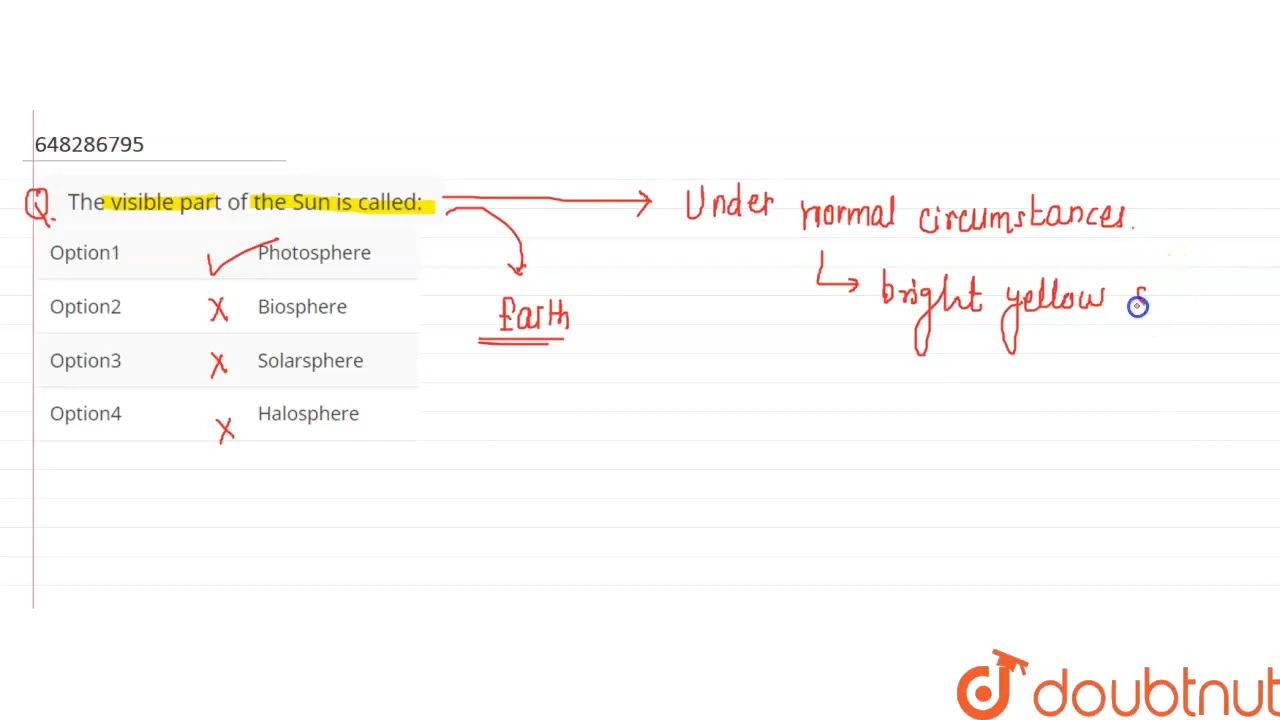 648286795
Q. The visible part of the Sun is called:
Under normal circumstances.
Option1 Photosphere
bright yellow s
Option2 X Biosphere
Earth
Option3 X Solarsphere
Option4 X Halosphere
doubtnut